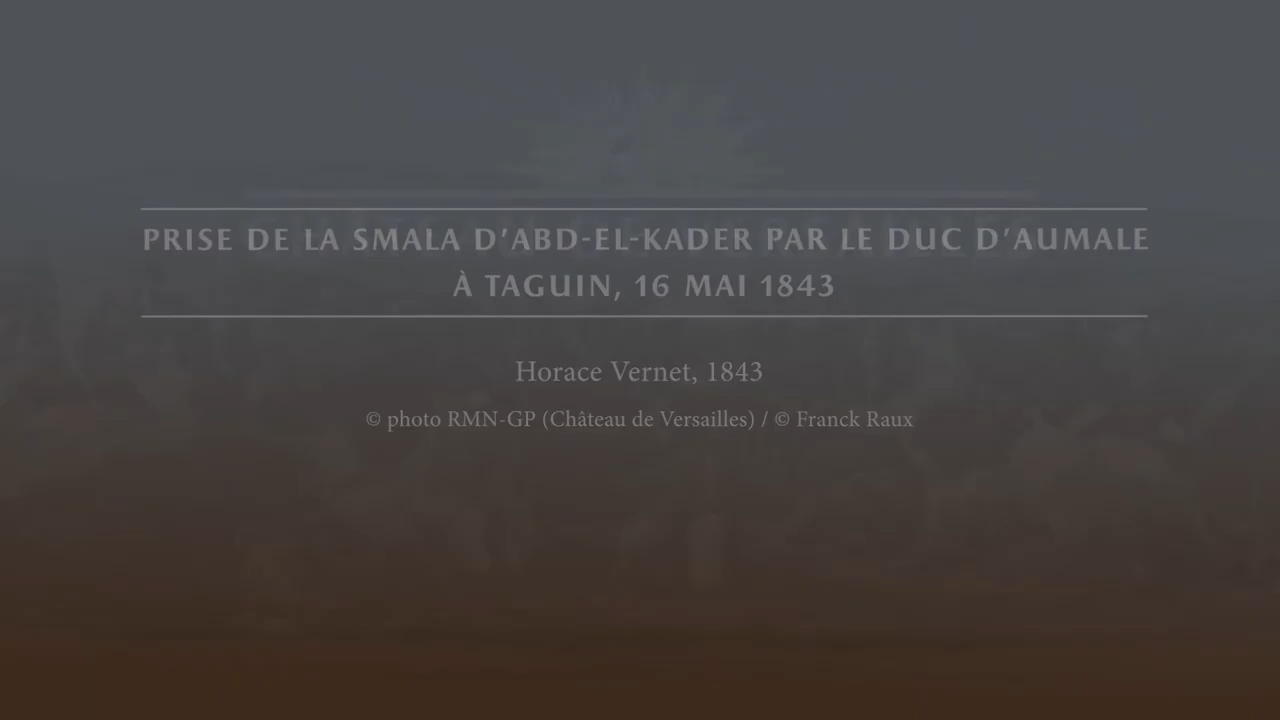 PRISE DE LA SMALA D’ABD-EL-KADER PAR LE DUC D’AUMALE
À TAGUIN, 16 MAI 1843
Horace Vernet, 1843
© photo RMN-GP (Château de Versailles) / © Franck Raux